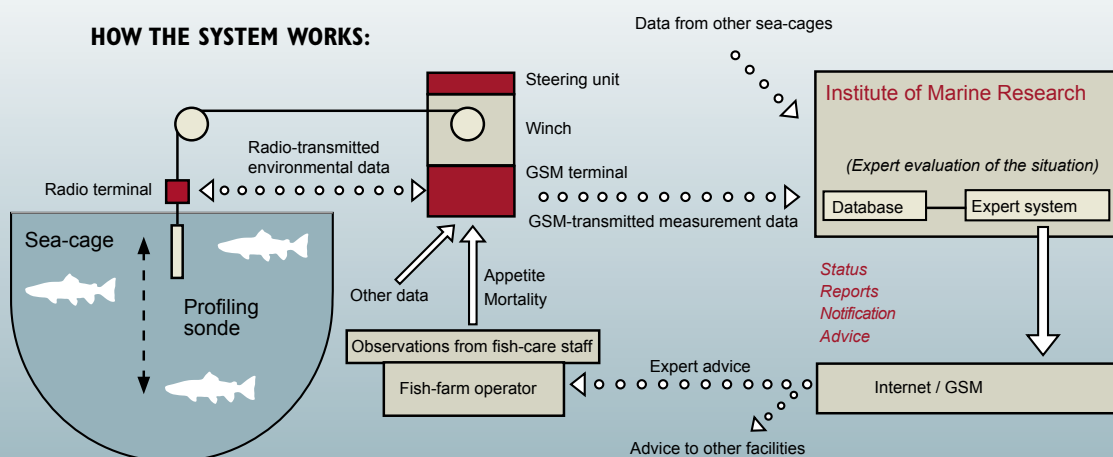 HOW THE SYSTEM WORKS:
Data from other sea-cages
Steering unit
Winch
GSM terminal
Radio-transmitted
environmental data
Radio terminal
GSM-transmitted measurement data
Institute of Marine Research
(Expert evaluation of the situation)
Database
Expert system
Sea-cage
Profiling
sonde
Other data
Appetite
Mortality
Observations from fish-care staff
Fish-farm operator
Status
Reports
Notification
Advice
Expert advice
Internet / GSM
Advice to other facilities